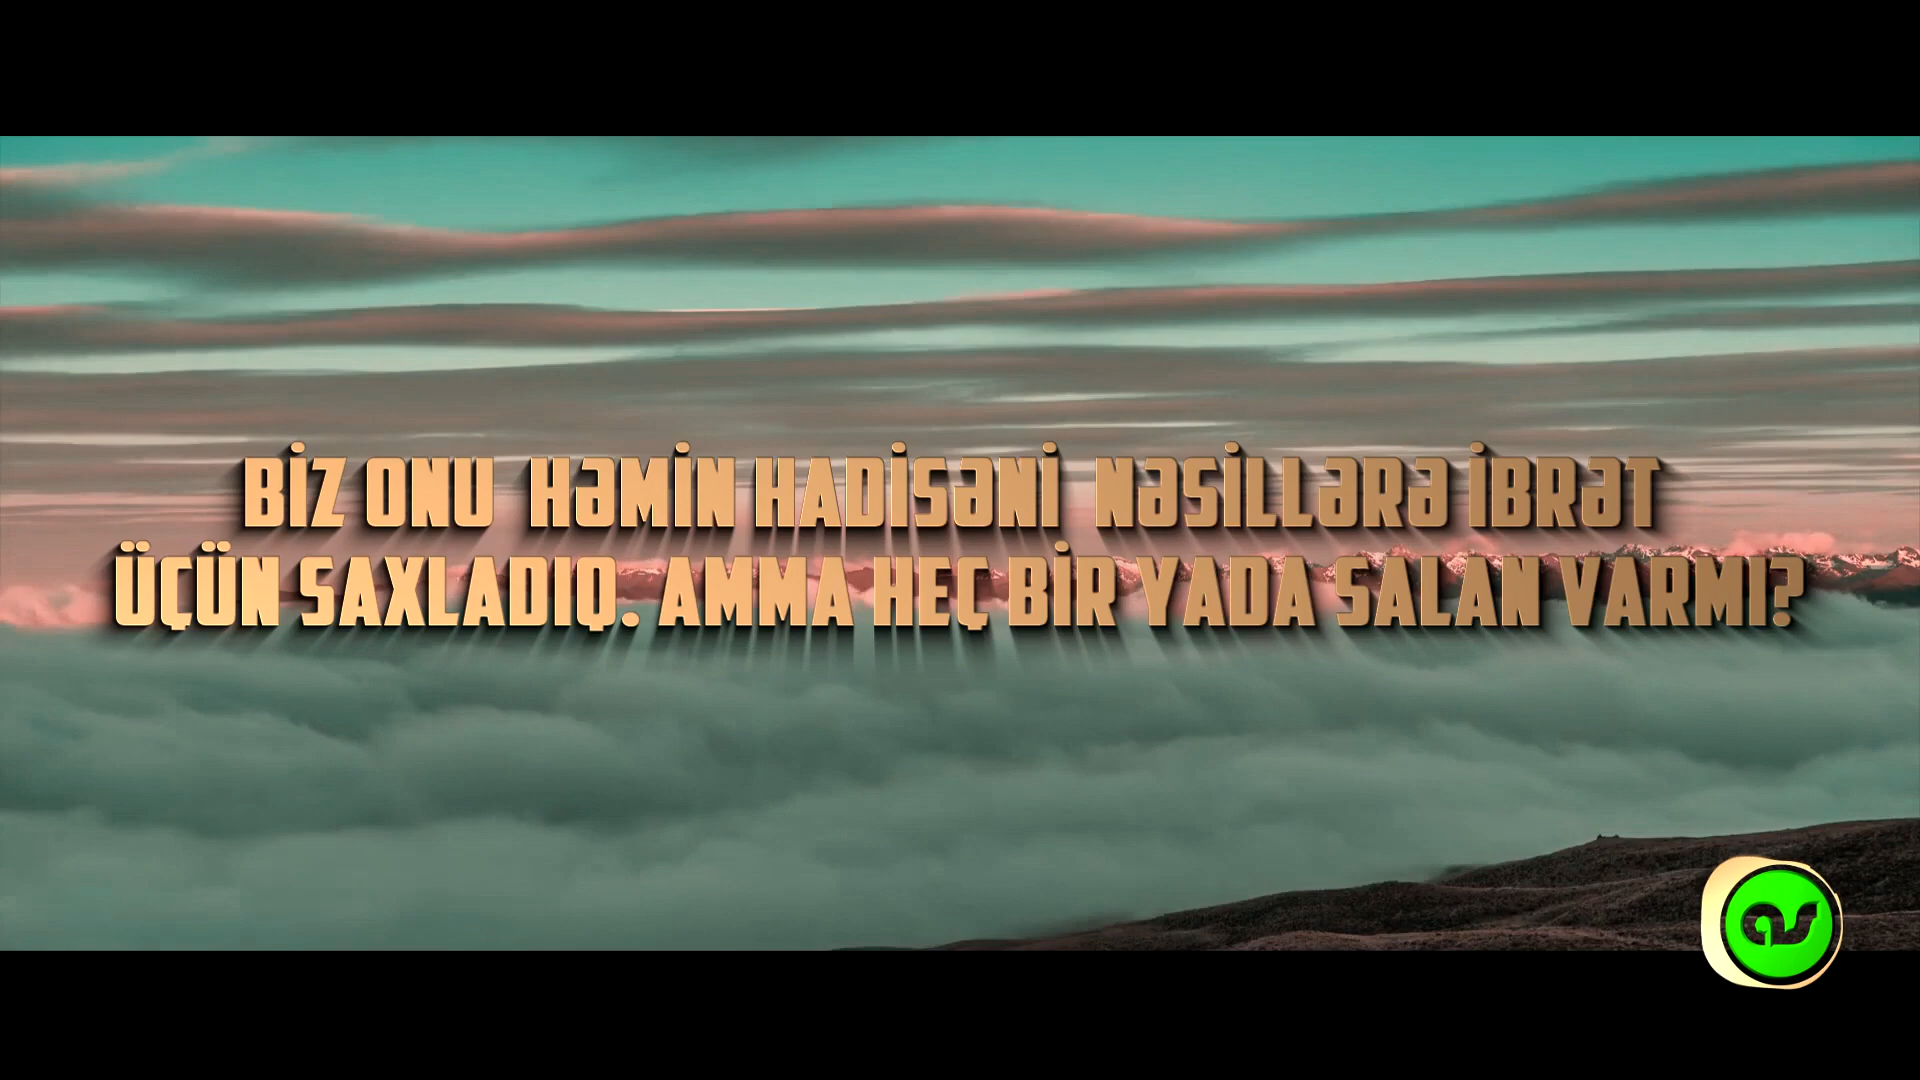 BİZ ONU HƏMİN HADİSƏNİ NƏSİLLƏRƏ İBRƏT
ÜÇÜN SAXLADIQ. AMMA HEÇ BİR YADA SALAN VARMI?